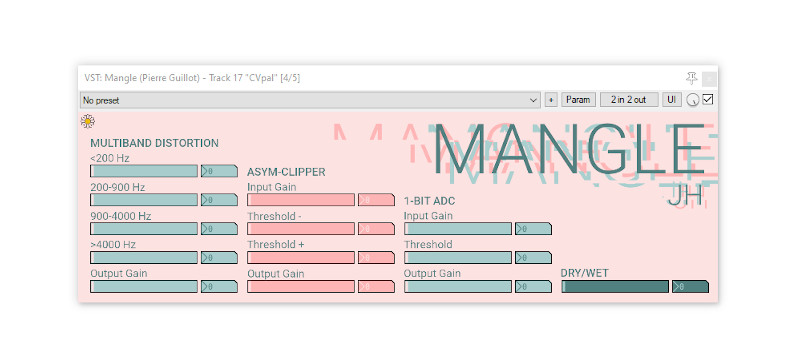 VST: Mangle (Pierre Guillot) - Track 17 "CVpal" [4/5]
No preset
+
Param
2 in 2 out
UI
MANGLE
JH
MULTIBAND DISTORTION
<200 Hz
0
200-900 Hz
0
900-4000 Hz
0
>4000 Hz
0
Output Gain
0
ASYM-CLIPPER
Input Gain
0
Threshold -
0
Threshold +
0
Output Gain
0
1-BIT ADC
Input Gain
0
Threshold
0
Output Gain
0
DRY/WET
0